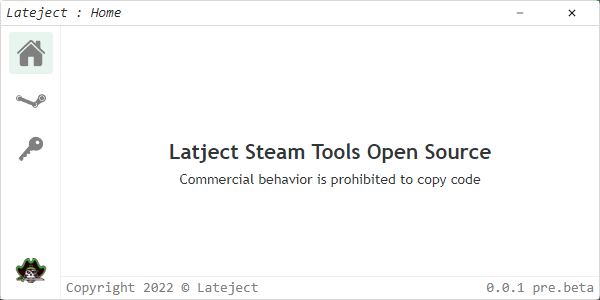 Lateject : Home
Latject Steam Tools Open Source
Commercial behavior is prohibited to copy code
Copyright 2022 © Lateject
0.0.1 pre.beta